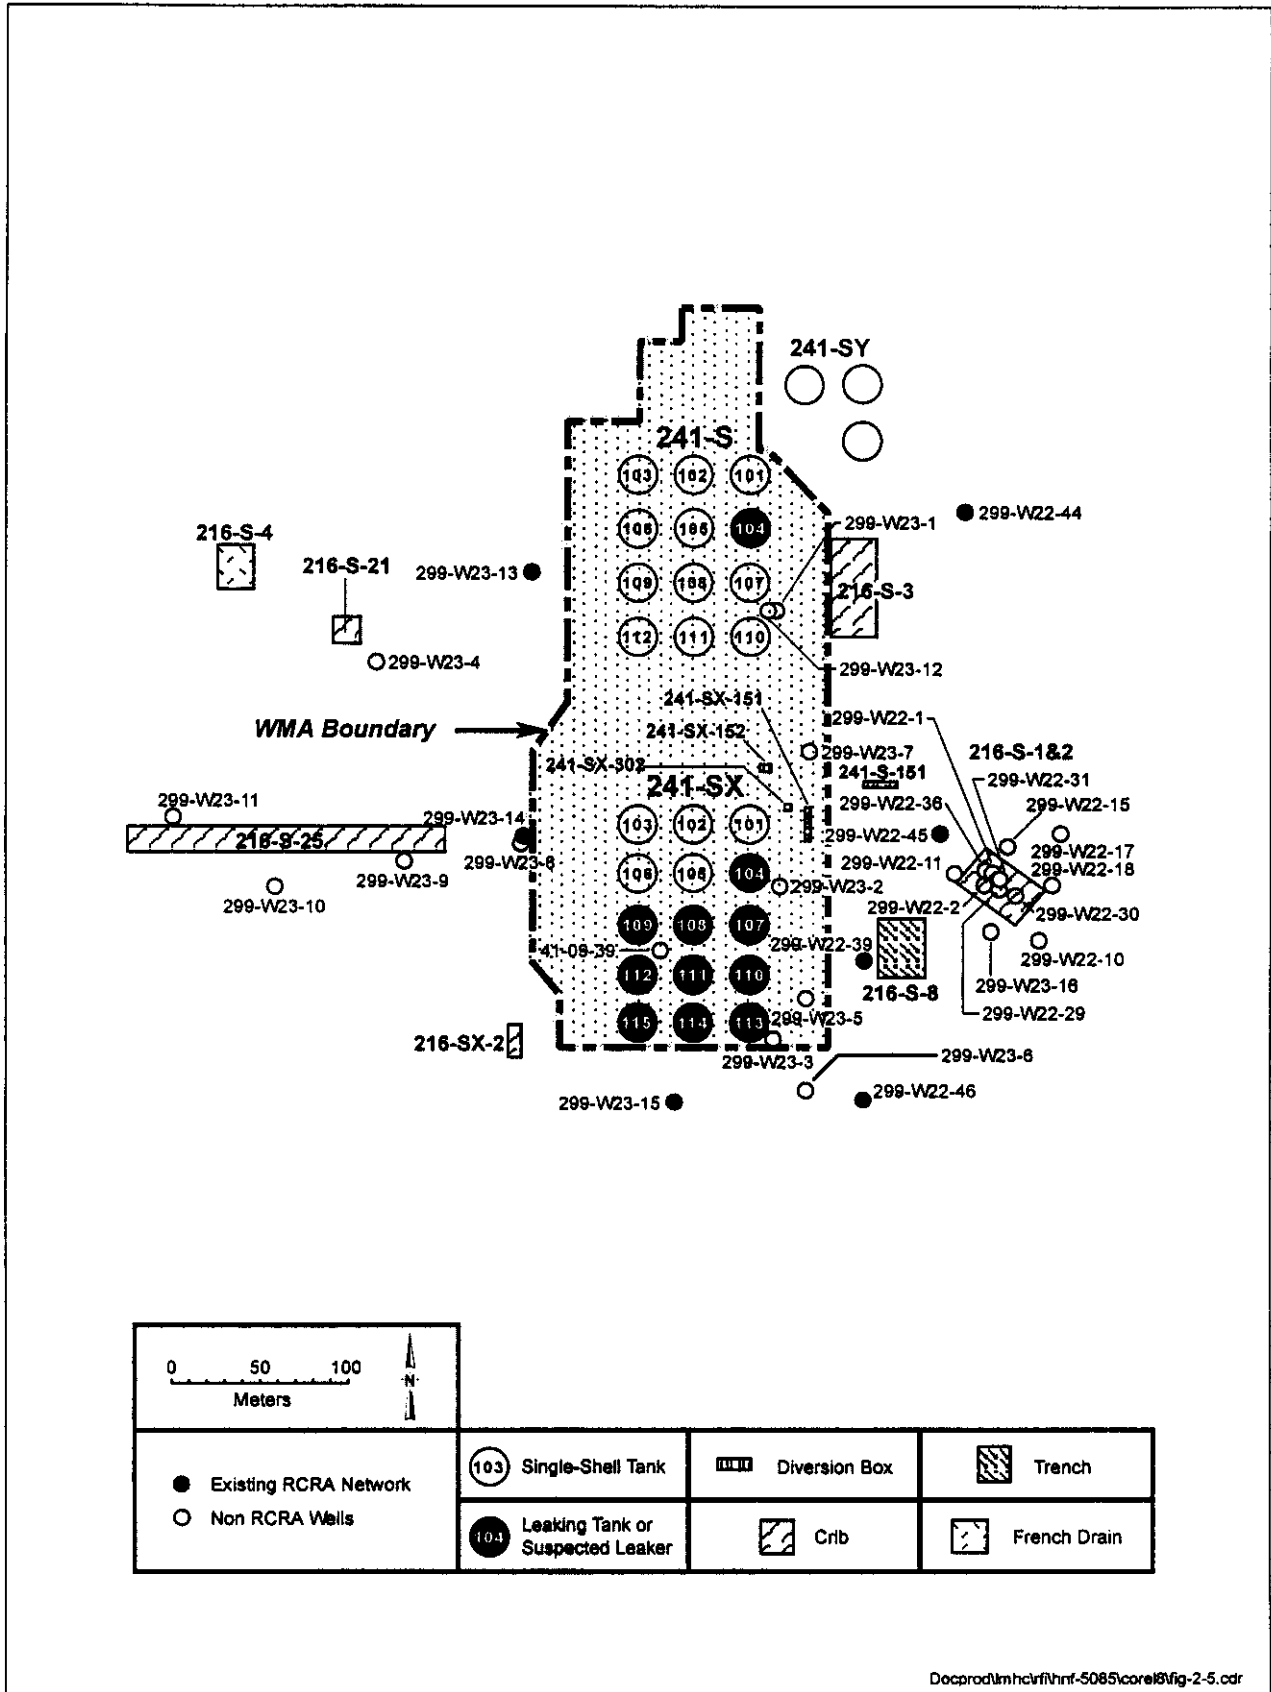 241-SY
241-S
103 102 101
106 105 104
109 108 107
112 111 110
299-W22-44
299-W23-1
216-S-4
216-S-21
299-W23-13
216-S-3
299-W23-4
299-W23-12
241-SX-151
299-W22-1
WMA Boundary
241-SX-152
299-W23-7
216-S-1&2
241-SX-302
241-SX
241-S-151
299-W22-31
299-W23-11
299-W22-36
299-W22-15
299-W23-14
216-S-25
103 102 101
299-W22-45
299-W22-17
299-W23-9
299-W22-11
299-W22-18
106 105 104
299-W23-10
299-W23-2
299-W22-2
299-W22-30
109 108 107
41-09-39
299-W22-39
299-W22-10
112 111 110
216-S-8
299-W23-16
115 114 113
299-W23-5
299-W22-29
216-SX-2
299-W23-3
299-W23-6
299-W23-15
299-W22-46
0 50 100
Meters
N
Existing RCRA Network
Non RCRA Wells
103 Single-Shell Tank
Diversion Box
Trench
104 Leaking Tank or
Suspected Leaker
Crib
French Drain
Docprod\lmhc\rfi\hnf-5085\corel8\fig-2-5.cdr